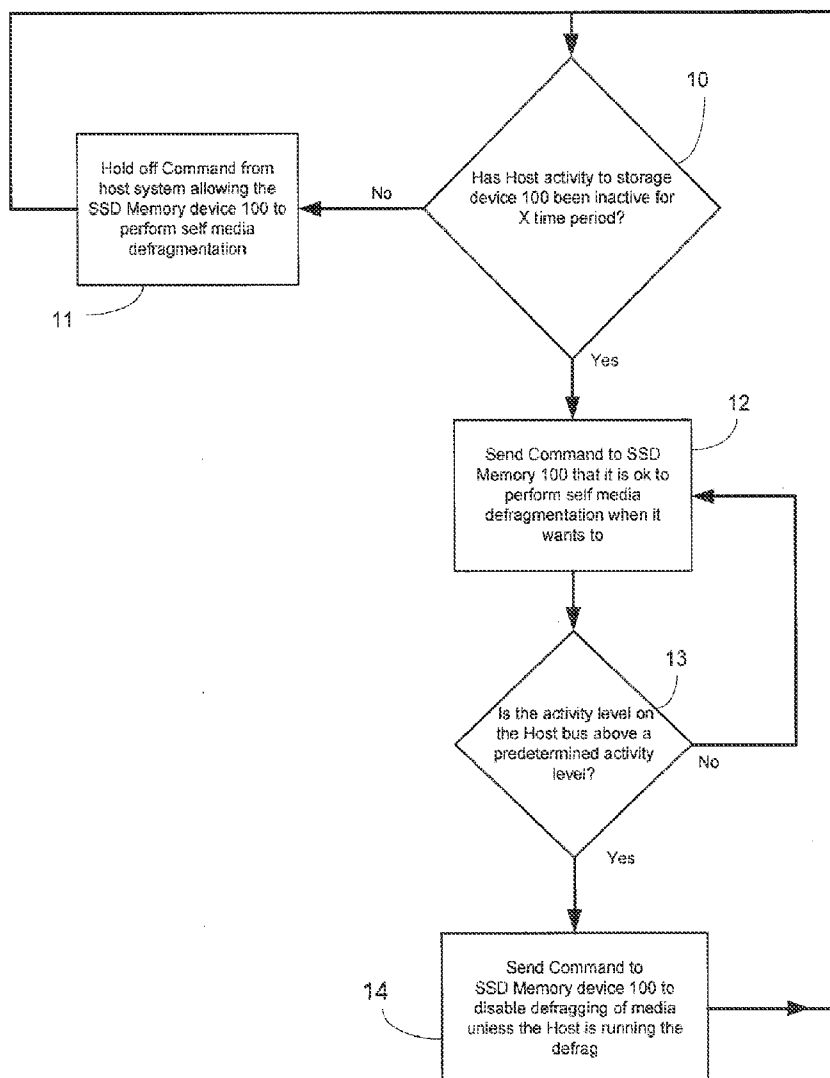 10
Has Host activity to storage
device 100 been inactive for
X time period?
No
Hold off Command from
host system allowing the
SSD Memory device 100 to
perform self media
defragmentation
11
Yes
12
Send Command to SSD
Memory 100 that it is ok to
perform self media
defragmentation when it
wants to
13
Is the activity level on
the Host bus above a
predetermined activity
level?
No
Yes
Send Command to
SSD Memory device 100 to
disable defragging of media
unless the Host is running the
defrag
14